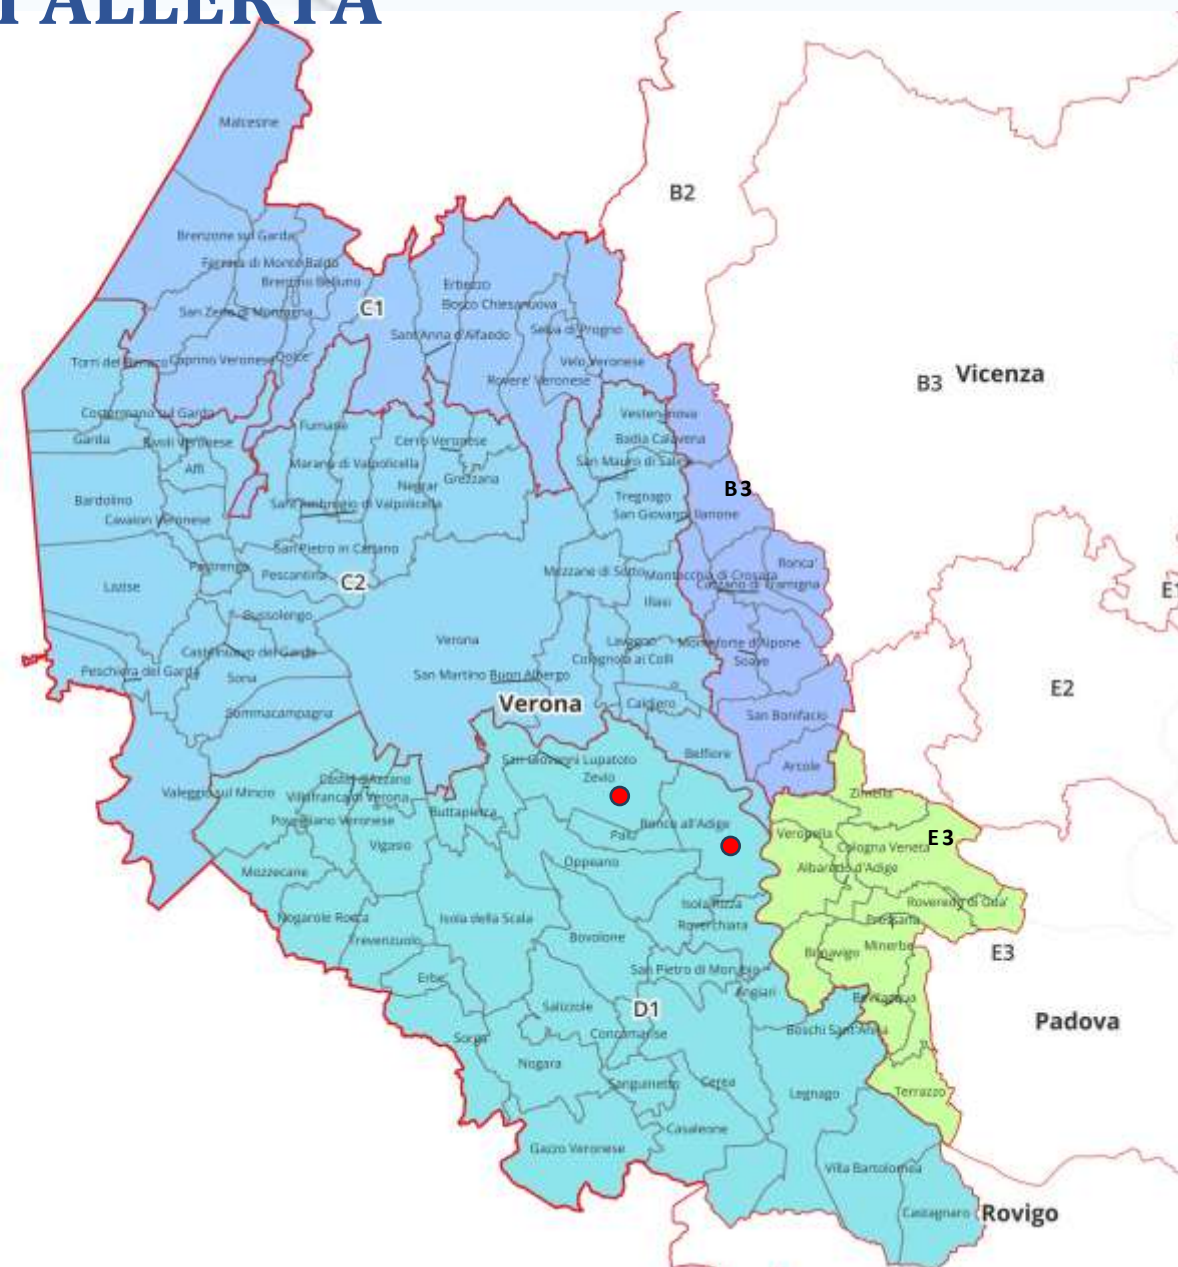 ALLERTA
Malcesine
B2
Brenzone sul Garda
Ferrara di Monte Baldo
Brentino Belluno
Erbezzo
Bosco Chiesanuova
C1
San Zeno di Montagna
Sant'Anna d'Alfaedo
Selva di Progno
Torri del Benaco
Caprino Veronese
Dolce'
Velo Veronese
Rovere' Veronese
B3
Vicenza
Costermano sul Garda
Vestenanova
Fumane
Garda
Rivoli Veronese
Cerro Veronese
Badia Calavena
Affi
Marano di Valpolicella
San Mauro di Saline
Negrar
Grezzana
B3
Bardolino
Sant'Ambrogio di Valpolicella
Tregnago
Cavaion Veronese
San Giovanni Ilarione
San Pietro in Cariano
Pastrengo
Pescantina
C2
Mezzane di Sotto
Montecchia di Crosara
Ronca'
Cazzano di Tramigna
Lazise
Illasi
E1
Bussolengo
Verona
Lavagno
Monteforte d'Alpone
Castelnuovo del Garda
Colognola ai Colli
Soave
Peschiera del Garda
Sona
San Martino Buon Albergo
E2
Verona
Caldiero
Sommacampagna
San Bonifacio
San Giovanni Lupatoto
Belfiore
Arcole
Castel d'Azzano
Zevio
Valeggio sul Mincio
Villafranca di Verona
Zimella
Buttapietra
Povegliano Veronese
Palu'
Ronco all'Adige
Veronella
E3
Vigasio
Cologna Veneta
Oppeano
Albaredo d'Adige
Mozzecane
Isola Rizza
Roveredo di Gua'
Nogarole Rocca
Isola della Scala
Roverchiara
Pressana
Trevenzuolo
Bovolone
Bonavigo
Minerbe
E3
San Pietro di Morubio
Erbe'
Angiari
Bevilacqua
Salizzole
D1
Padova
Sorga'
Concamarise
Boschi Sant'Anna
Nogara
Sanguinetto
Cerea
Legnago
Terrazzo
Casaleone
Gazzo Veronese
Villa Bartolomea
Castagnaro
Rovigo